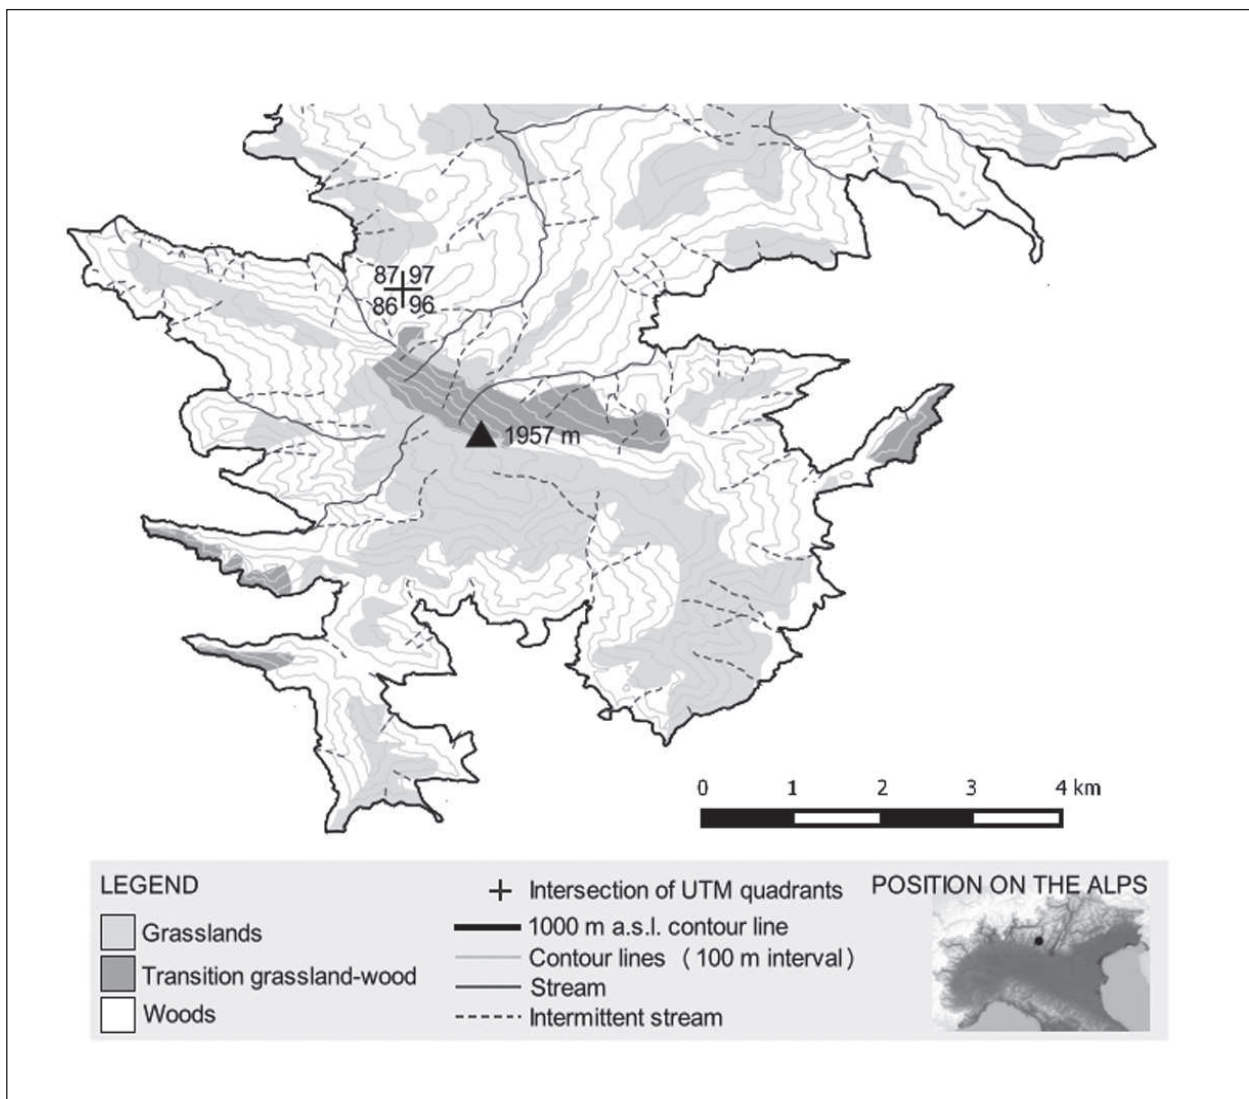 87 97
86 96
1957 m
0 1 2 3 4 km
LEGEND
Grasslands
Transition grassland-wood
Woods
Intersection of UTM quadrants
1000 m a.s.l. contour line
Contour lines ( 100 m interval )
Stream
Intermittent stream
POSITION ON THE ALPS